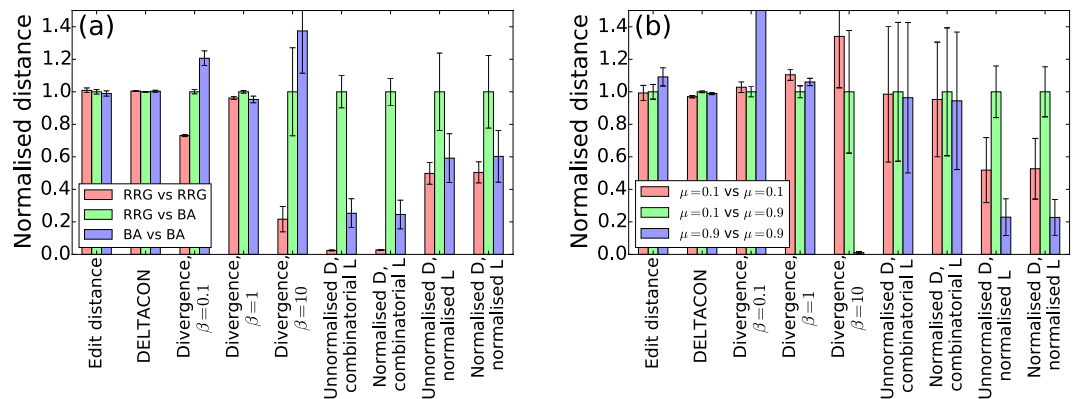 (a)
Normalised distance
1.4
1.2
1.0
0.8
0.6
0.4
0.2
0.0
RRG vs RRG
RRG vs BA
BA vs BA
Edit distance
DELTACON
Divergence,
β=0.1
Divergence,
β=1
Divergence,
β=10
Unnormalised D,
combinatorial L
Normalised D,
combinatorial L
Unnormalised D,
normalised L
Normalised D,
normalised L
(b)
Normalised distance
1.4
1.2
1.0
0.8
0.6
0.4
0.2
0.0
μ=0.1 vs μ=0.1
μ=0.1 vs μ=0.9
μ=0.9 vs μ=0.9
Edit distance
DELTACON
Divergence,
β=0.1
Divergence,
β=1
Divergence,
β=10
Unnormalised D,
combinatorial L
Normalised D,
combinatorial L
Unnormalised D,
normalised L
Normalised D,
normalised L